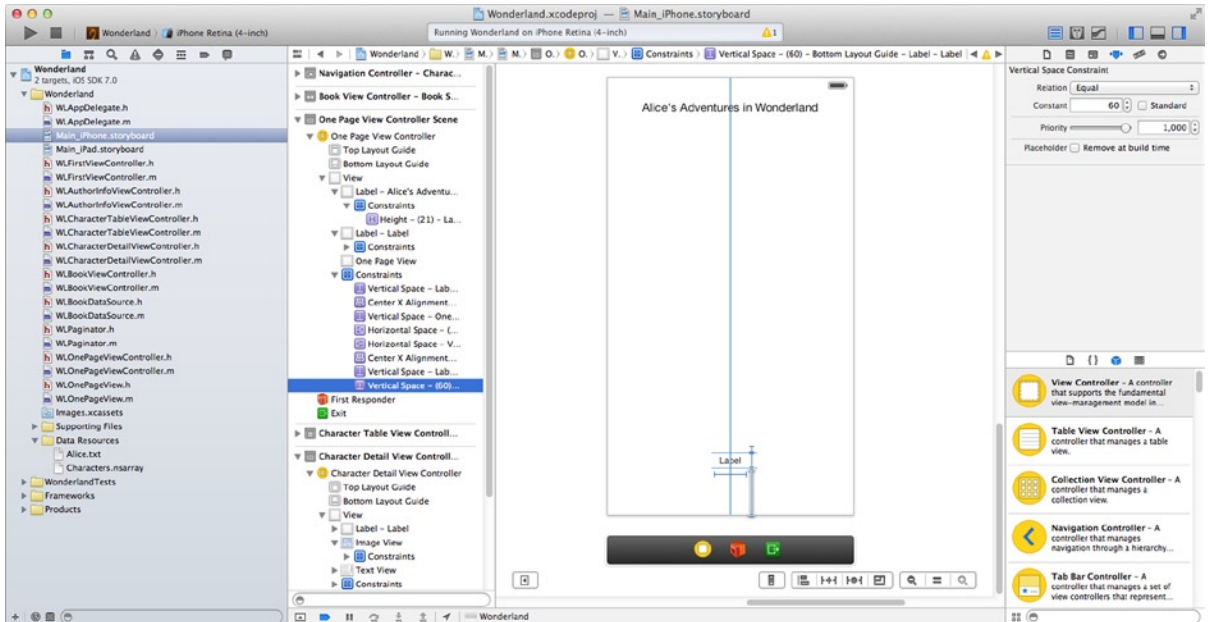 Wonderland.xcodeproj — Main_iPhone.storyboard
Wonderland iPhone Retina (4-inch)
Running Wonderland on iPhone Retina (4-inch)
1
Wonderland
2 targets, iOS SDK 7.0
Wonderland
WLAppDelegate.h
WLAppDelegate.m
Main_iPhone.storyboard
Main_iPad.storyboard
WLFirstViewController.h
WLFirstViewController.m
WLAuthorInfoViewController.h
WLAuthorInfoViewController.m
WLCharacterTableViewController.h
WLCharacterTableViewController.m
WLCharacterDetailViewController.h
WLCharacterDetailViewController.m
WLBookViewController.h
WLBookViewController.m
WLBookDataSource.h
WLBookDataSource.m
WLPaginator.h
WLPaginator.m
WLOnePageViewController.h
WLOnePageViewController.m
WLOnePageView.h
WLOnePageView.m
Images.xcassets
Supporting Files
Data Resources
Alice.txt
Characters.nsarray
WonderlandTests
Frameworks
Products
Wonderland W. M. M. O. O. V. Constraints Vertical Space - (60) - Bottom Layout Guide - Label - Label
Navigation Controller - Charac...
Book View Controller - Book S...
One Page View Controller Scene
One Page View Controller
Top Layout Guide
Bottom Layout Guide
View
Label - Alice's Adventu...
Constraints
Height - (21) - La...
Label - Label
Constraints
One Page View
Constraints
Vertical Space - Lab...
Center X Alignment...
Vertical Space - One...
Horizontal Space - (...
Horizontal Space - V...
Center X Alignment...
Vertical Space - Lab...
Vertical Space - (60)...
First Responder
Exit
Character Table View Controll...
Character Detail View Controll...
Character Detail View Controller
Top Layout Guide
Bottom Layout Guide
View
Label - Label
Image View
Constraints
Text View
Constraints
Alice's Adventures in Wonderland
Label
Wonderland
Vertical Space Constraint
Relation Equal
Constant 60 Standard
Priority 1,000
Placeholder Remove at build time
View Controller - A controller
that supports the fundamental
view-management model in...
Table View Controller - A
controller that manages a table
view.
Collection View Controller - A
controller that manages a
collection view.
Navigation Controller - A
controller that manages
navigation through a hierarchy...
Tab Bar Controller - A
controller that manages a set of
view controllers that represent...